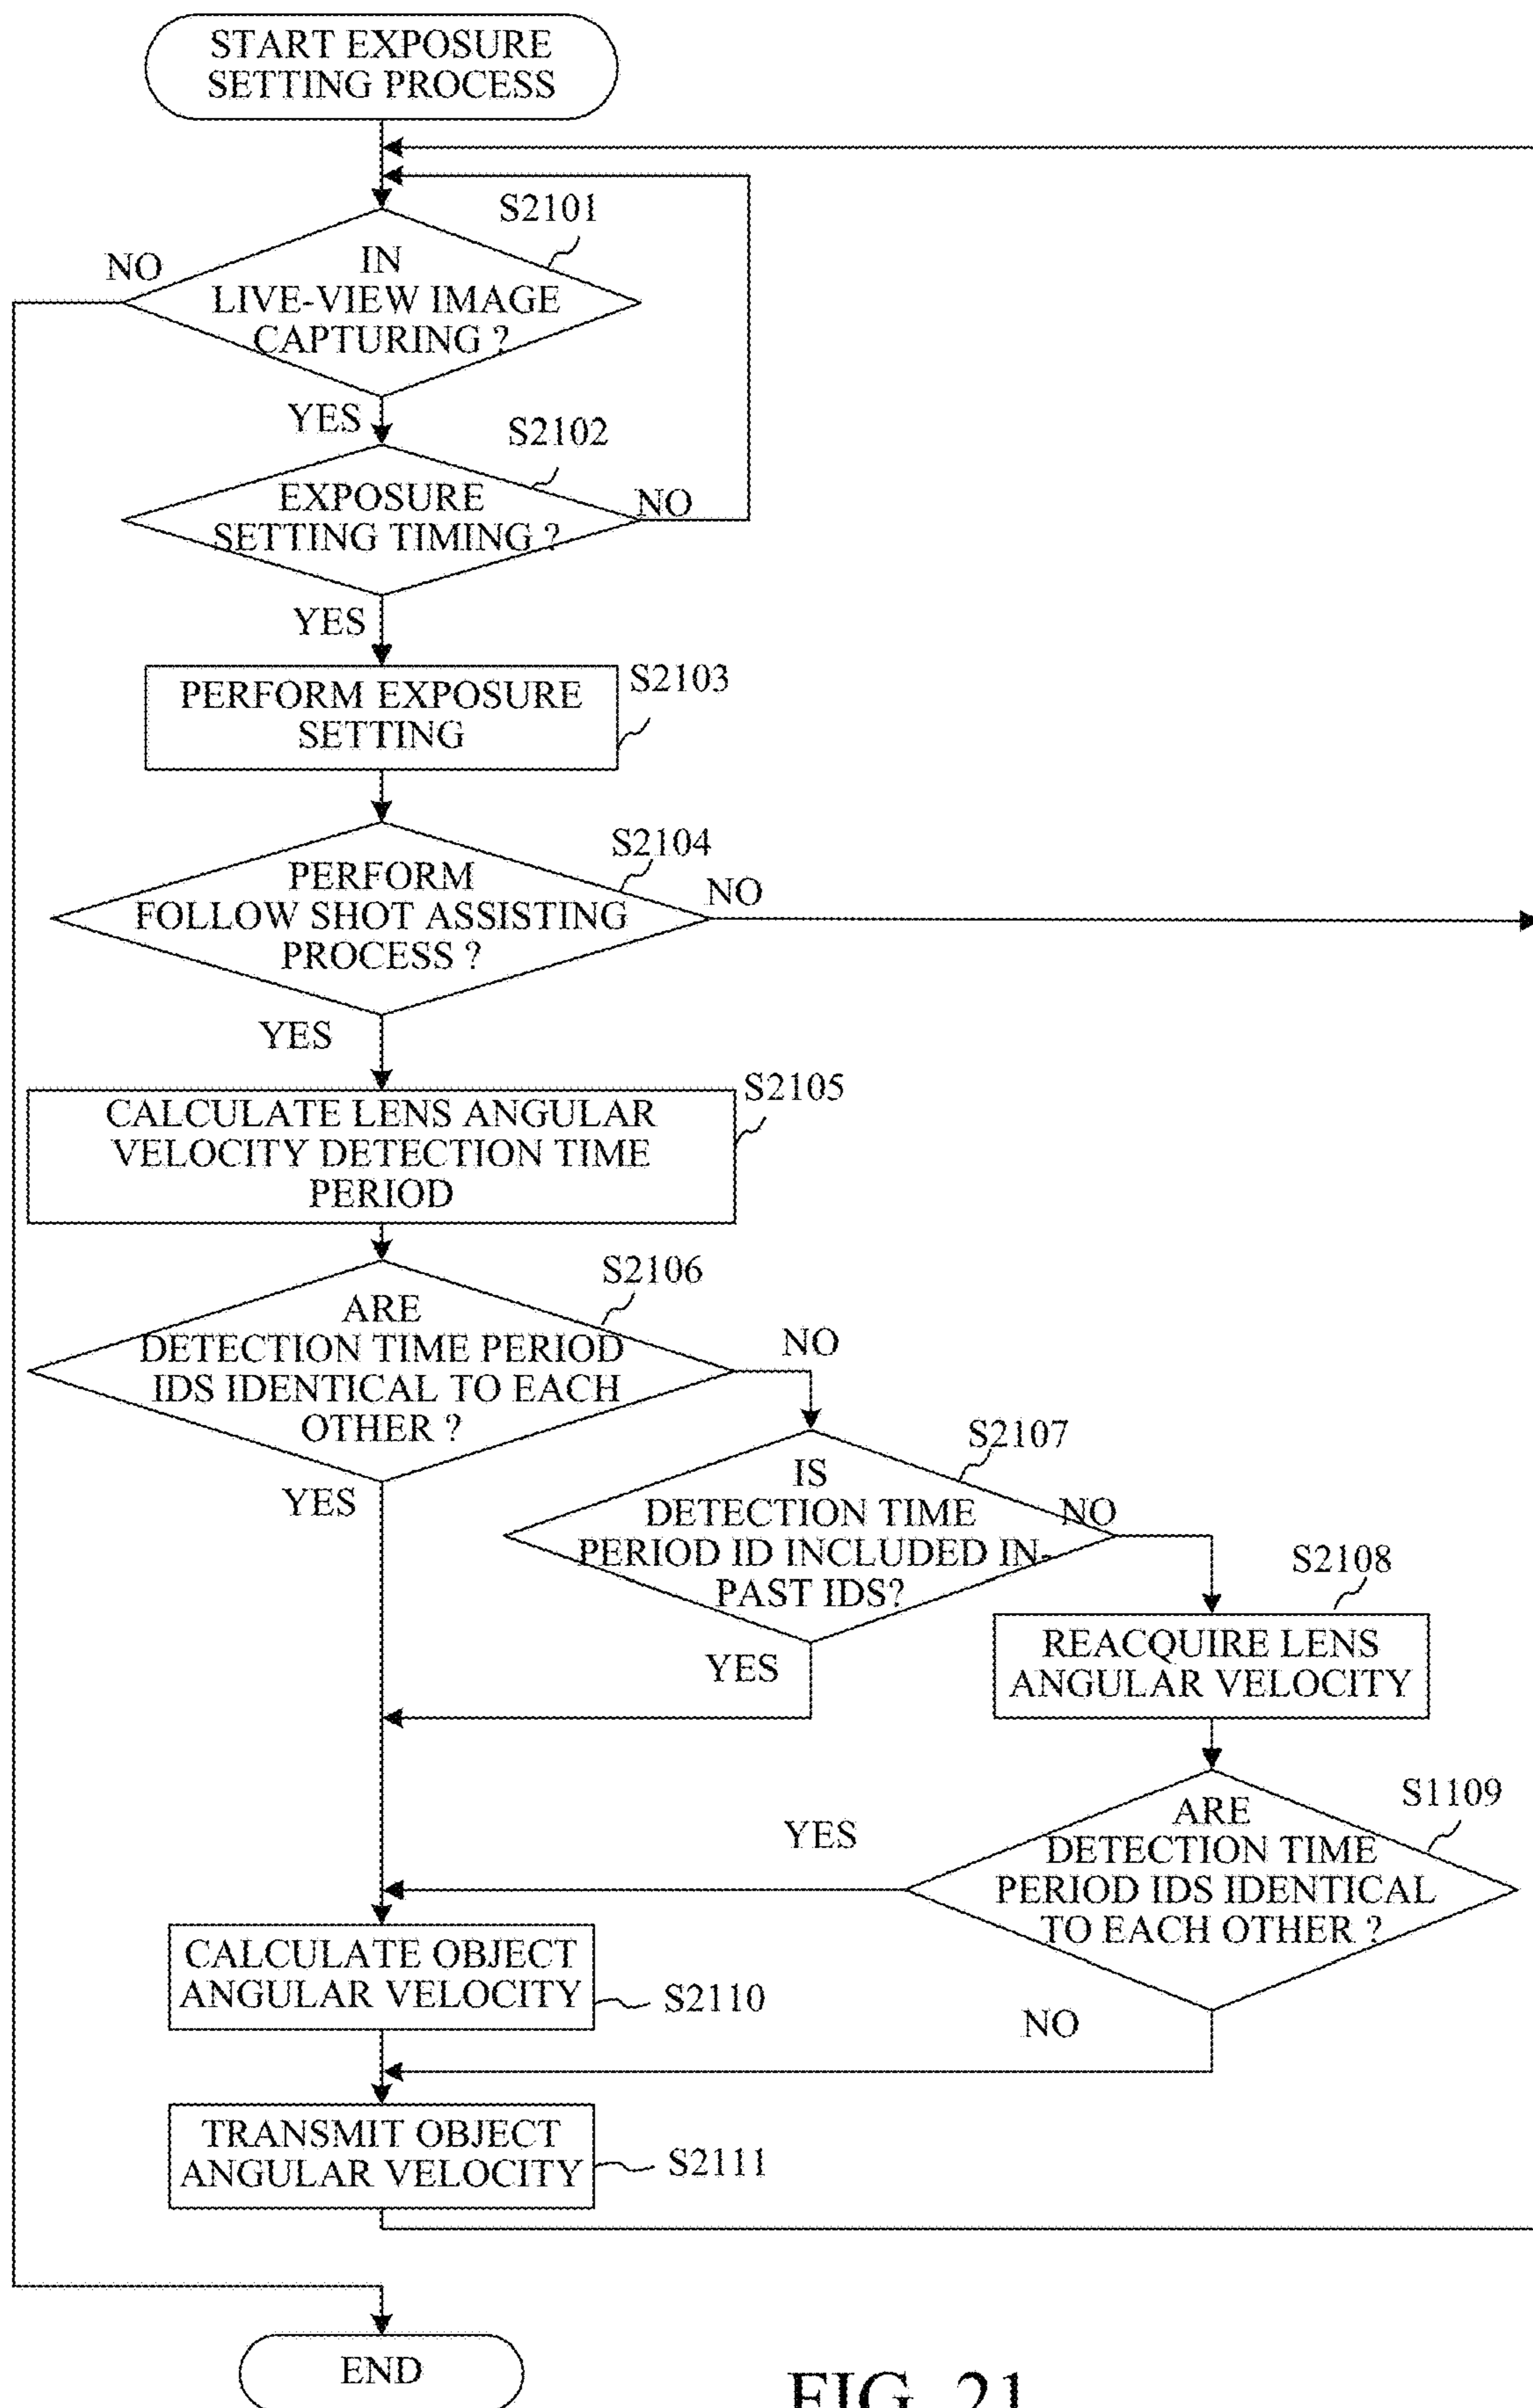 START EXPOSURE
SETTING PROCESS
S2101
NO
IN
LIVE-VIEW IMAGE
CAPTURING ?
YES
S2102
EXPOSURE
SETTING TIMING ?
NO
YES
PERFORM EXPOSURE
SETTING
S2103
S2104
PERFORM
FOLLOW SHOT ASSISTING
PROCESS ?
NO
YES
S2105
CALCULATE LENS ANGULAR
VELOCITY DETECTION TIME
PERIOD
S2106
ARE
DETECTION TIME PERIOD
IDS IDENTICAL TO EACH
OTHER ?
NO
YES
S2107
IS
DETECTION TIME
PERIOD ID INCLUDED IN-
PAST IDS?
NO
YES
S2108
REACQUIRE LENS
ANGULAR VELOCITY
S1109
ARE
DETECTION TIME
PERIOD IDS IDENTICAL
TO EACH OTHER ?
YES
NO
CALCULATE OBJECT
ANGULAR VELOCITY
S2110
TRANSMIT OBJECT
ANGULAR VELOCITY
S2111
END
FIG. 21